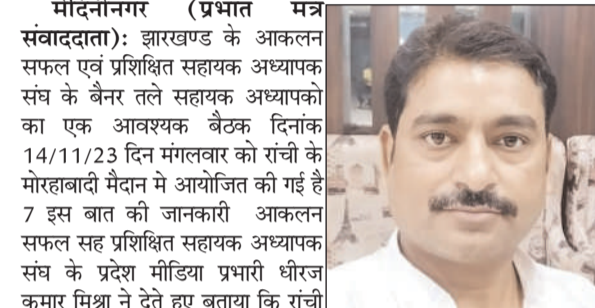 मेदिनीनगर (प्रभात मंत्र
संवाददाता): झारखण्ड के आकलन
सफल एवं प्रशिक्षित सहायक अध्यापक
संघ के बैनर तले सहायक अध्यापको
का एक आवश्यक बैठक दिनांक
14/11/23 दिन मंगलवार को रांची के
मोरहाबादी मैदान मे आयोजित की गई है
7 इस बात की जानकारी आकलन
सफल सह प्रशिक्षित सहायक अध्यापक
संघ के प्रदेश मीडिया प्रभारी धीरज
कुमार मिश्रा ने देते हुए बताया कि रांची